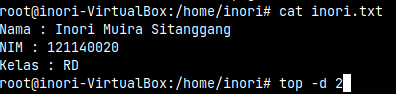 root@inori-VirtualBox:/home/inori# cat inori.txt
Nama : Inori Muira Sitanggang
NIM : 121140020
Kelas : RD
root@inori-VirtualBox:/home/inori# top -d 2